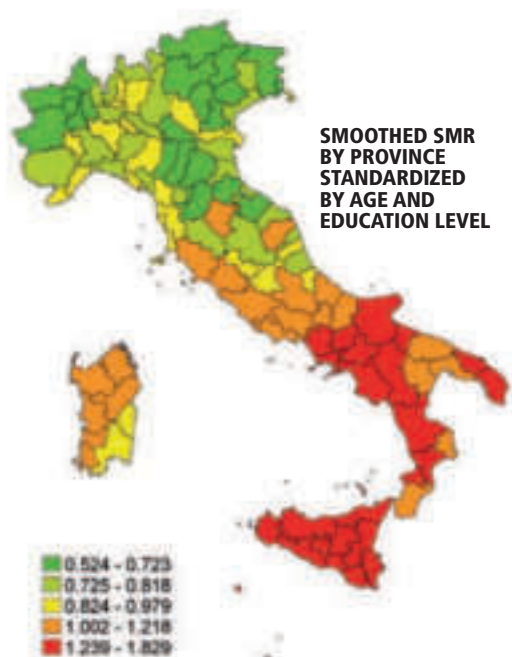 SMOOTHED SMR
BY PROVINCE
STANDARDIZED
BY AGE AND
EDUCATION LEVEL
0.524 - 0.723
0.725 - 0.818
0.824 - 0.979
1.002 - 1.218
1.239 - 1.829